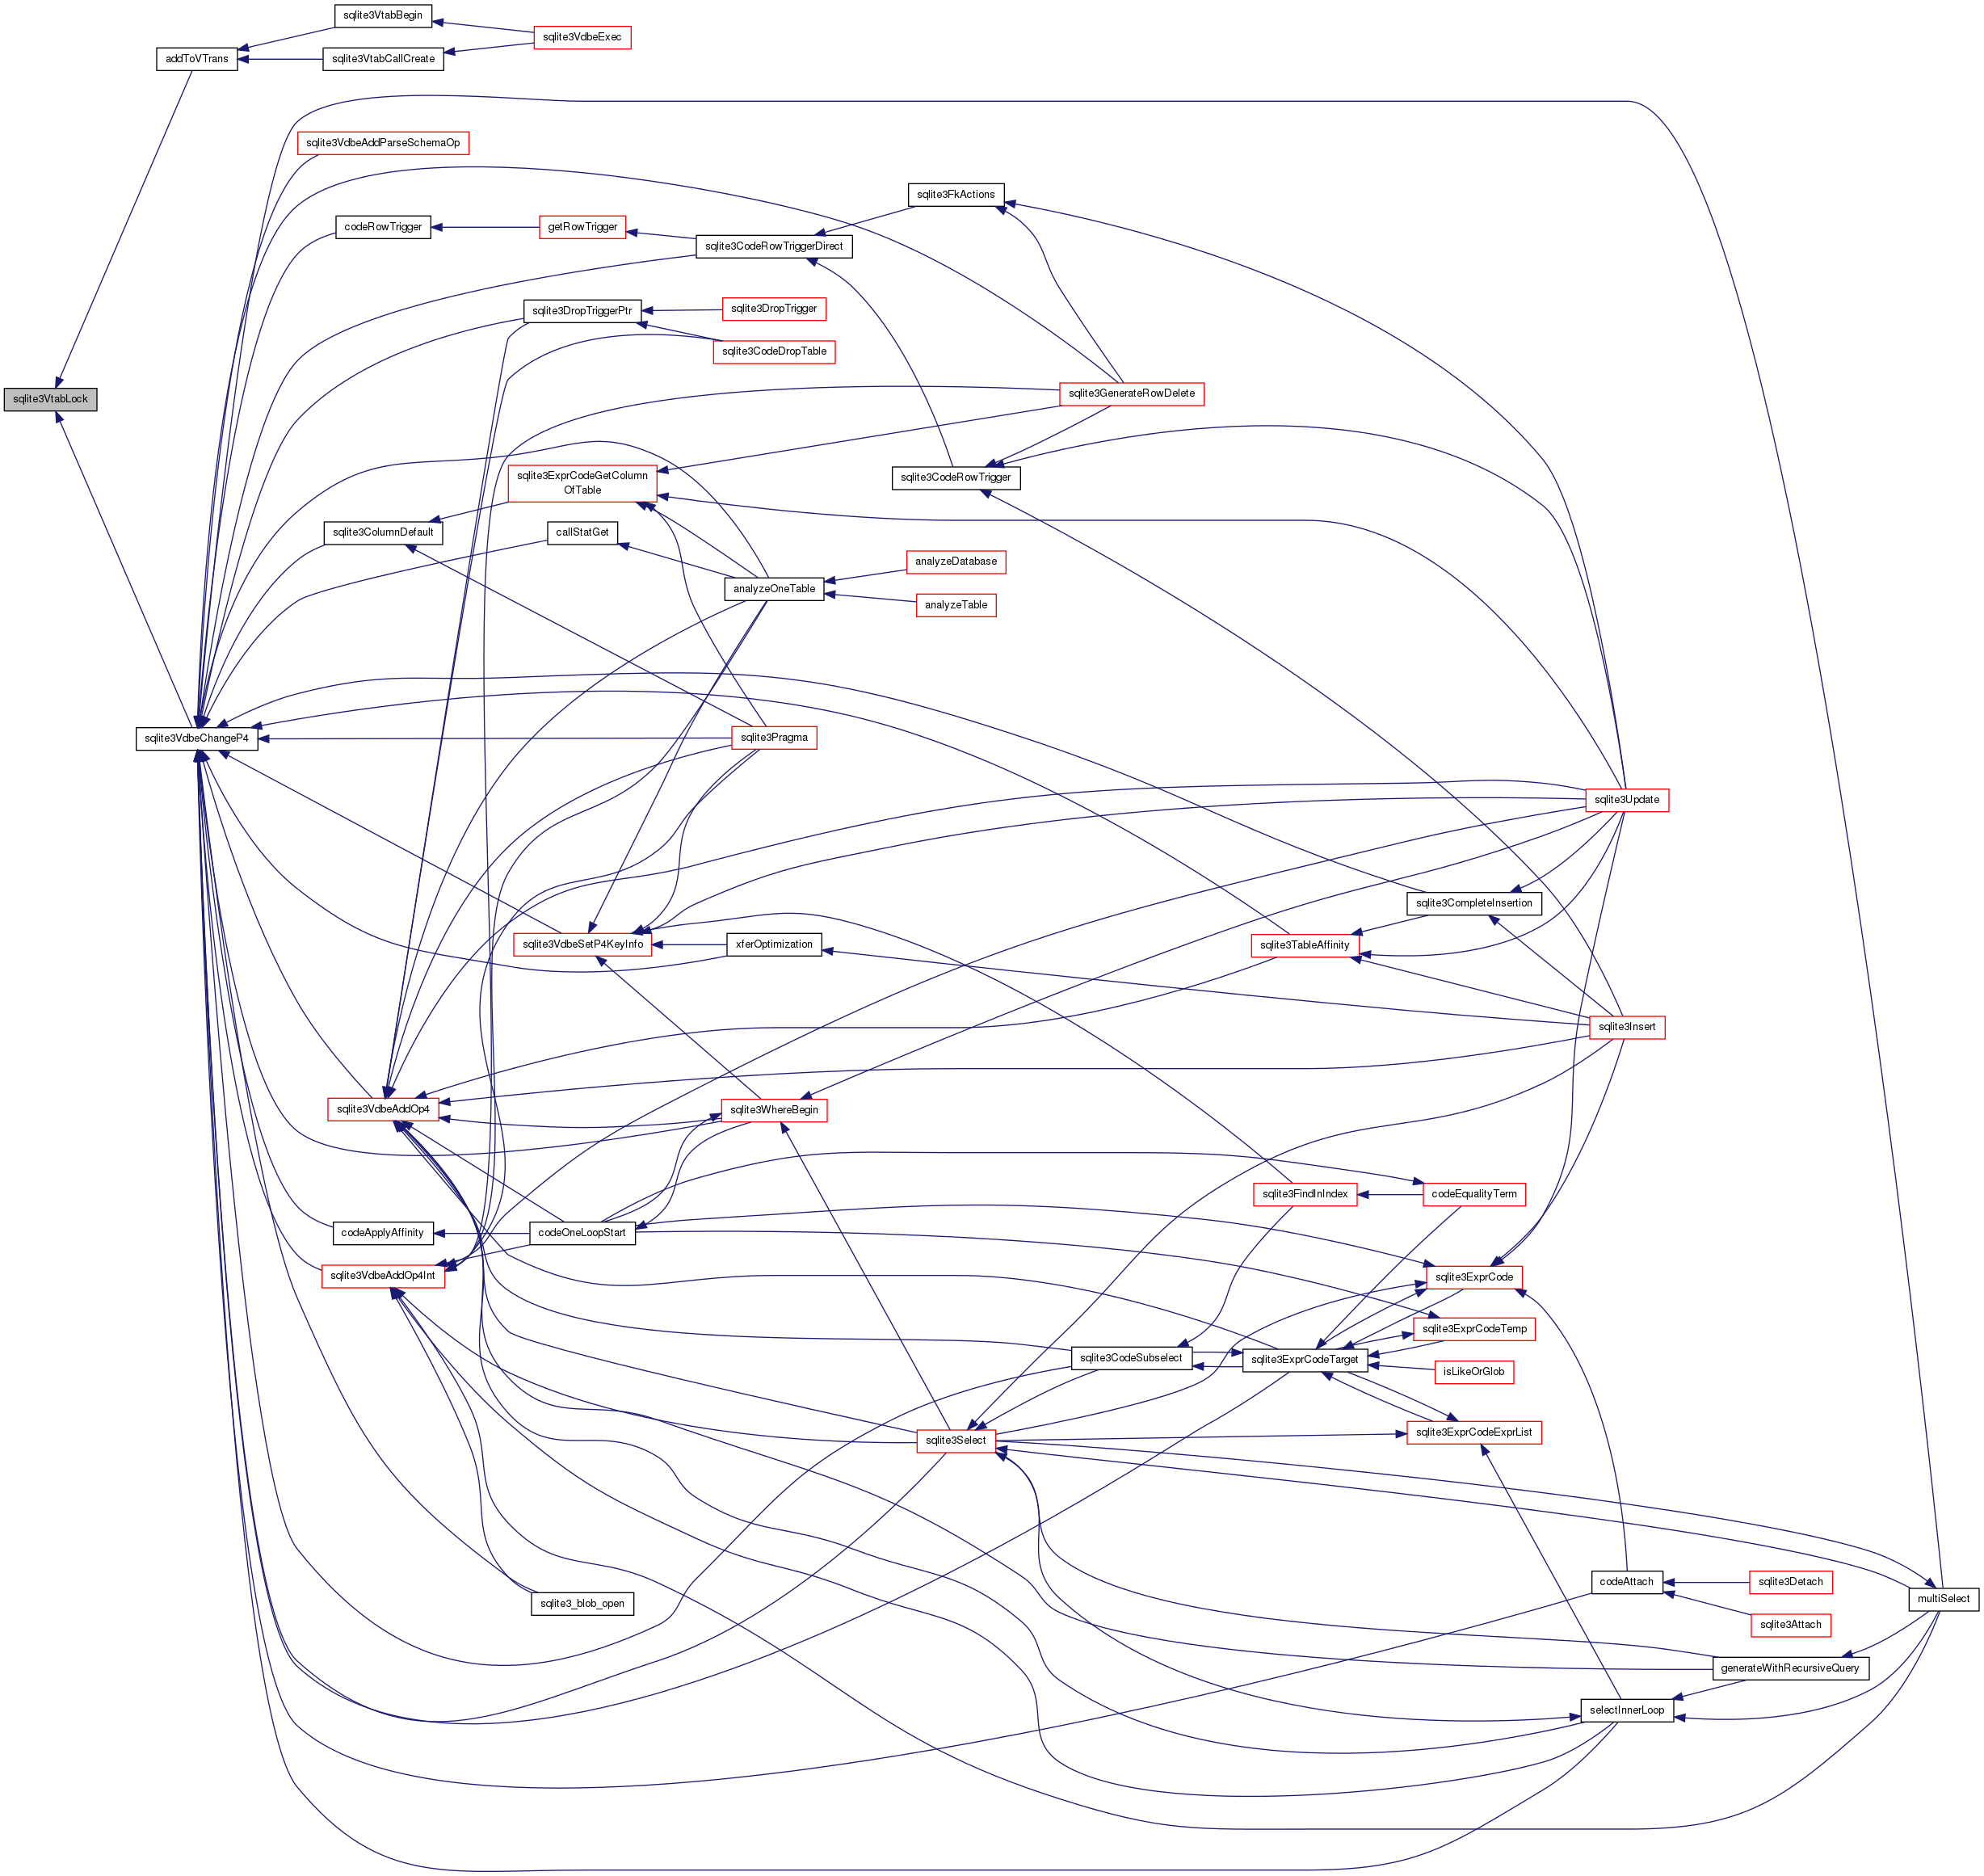 sqlite3VtabBegin
sqlite3VdbeExec
addToVTrans
sqlite3VtabCallCreate
sqlite3VdbeAddParseSchemaOp
sqlite3FkActions
codeRowTrigger
getRowTrigger
sqlite3CodeRowTriggerDirect
sqlite3DropTriggerPtr
sqlite3DropTrigger
sqlite3CodeDropTable
sqlite3VtabLock
sqlite3GenerateRowDelete
sqlite3ExprCodeGetColumn
OfTable
sqlite3CodeRowTrigger
sqlite3ColumnDefault
callStatGet
analyzeDatabase
analyzeOneTable
analyzeTable
sqlite3VdbeChangeP4
sqlite3Pragma
sqlite3Update
sqlite3CompleteInsertion
sqlite3VdbeSetP4KeyInfo
xferOptimization
sqlite3TableAffinity
sqlite3Insert
sqlite3VdbeAddOp4
sqlite3WhereBegin
sqlite3FindInIndex
codeEqualityTerm
codeApplyAffinity
codeOneLoopStart
sqlite3VdbeAddOp4Int
sqlite3ExprCode
sqlite3ExprCodeTemp
sqlite3CodeSubselect
sqlite3ExprCodeTarget
isLikeOrGlob
sqlite3Select
sqlite3ExprCodeExprList
codeAttach
sqlite3Detach
sqlite3_blob_open
multiSelect
sqlite3Attach
generateWithRecursiveQuery
selectInnerLoop